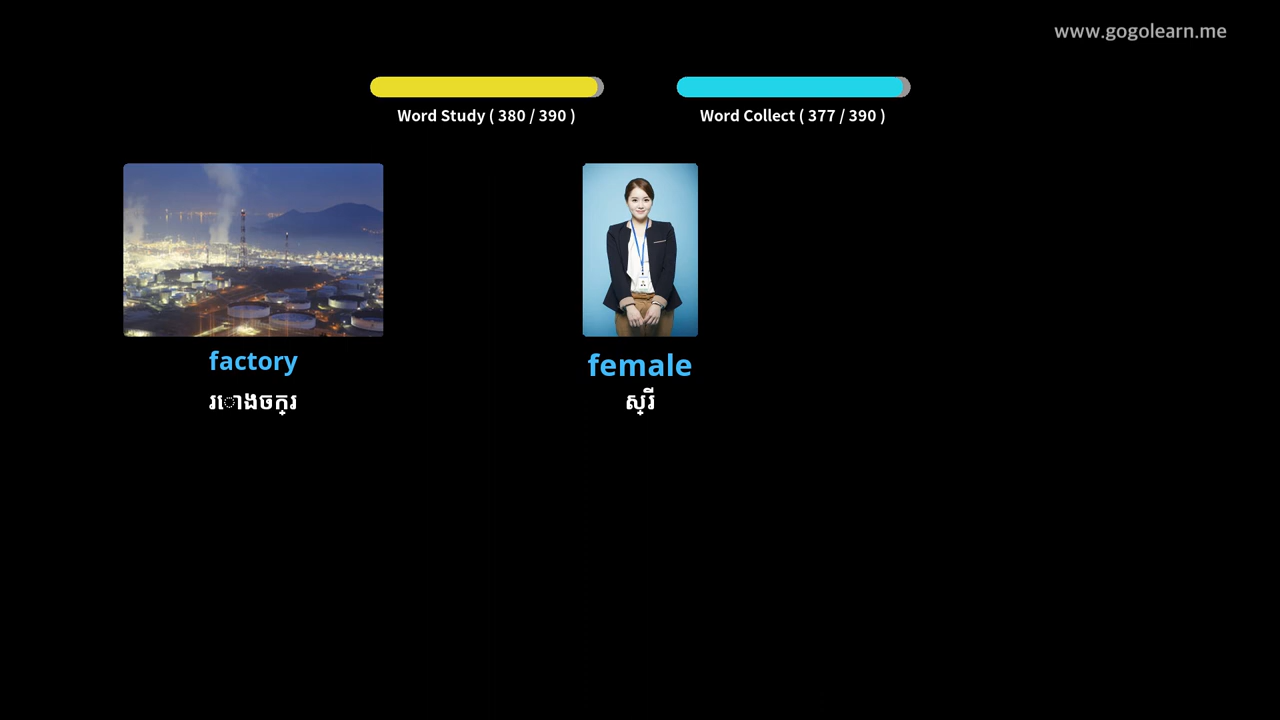 www.gogolearn.me
Word Study ( 380 / 390 )
Word Collect ( 377 / 390 )
factory
female
រោងចក្រ
ស្រី